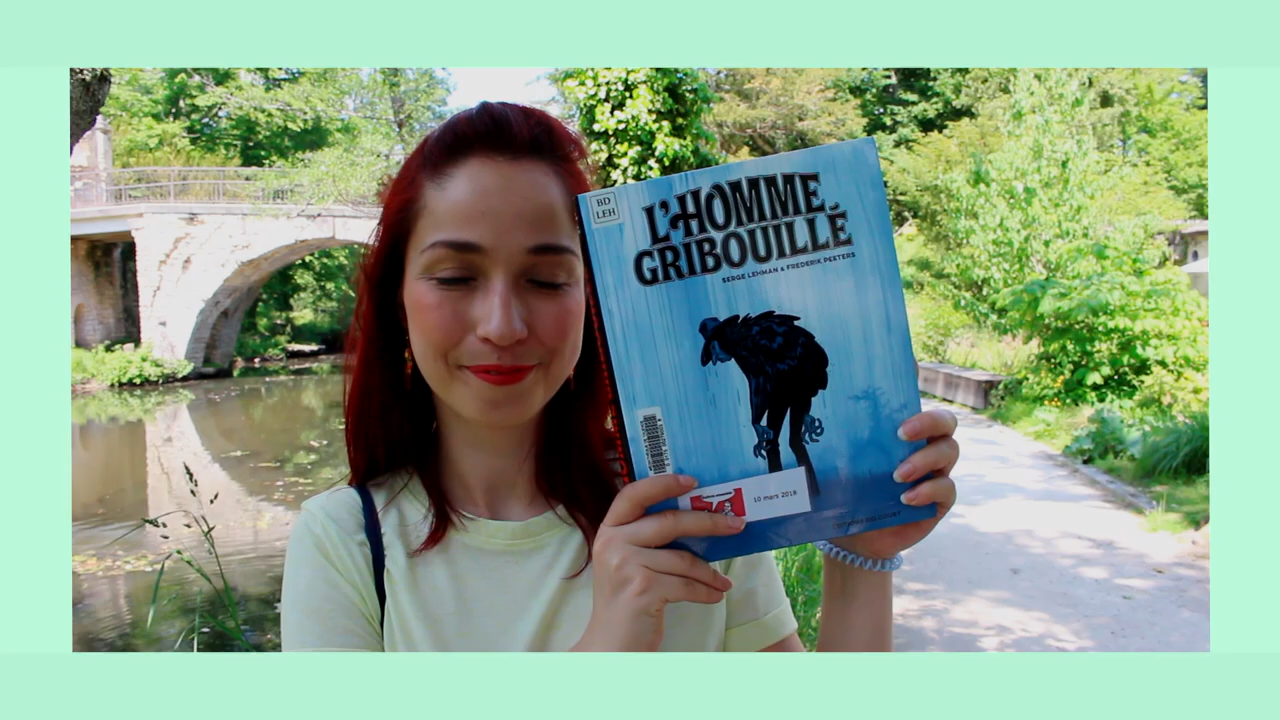 BD
LEH
L'HOMME
GRIBOUILLÉ
SERGE LEHMAN & FREDERIK PEETERS
10 mars 2018